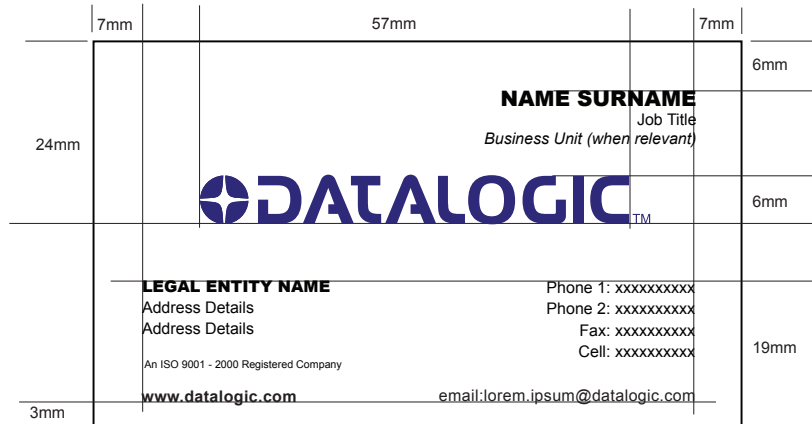 7mm 57mm 7mm
6mm
NAME SURNAME
Job Title
Business Unit (when relevant)
24mm
DATALOGIC TM
6mm
LEGAL ENTITY NAME
Address Details
Address Details
An ISO 9001 - 2000 Registered Company
www.datalogic.com
Phone 1: xxxxxxxxxx
Phone 2: xxxxxxxxxx
Fax: xxxxxxxxxx
Cell: xxxxxxxxxx
email:lorem.ipsum@datalogic.com
19mm
3mm